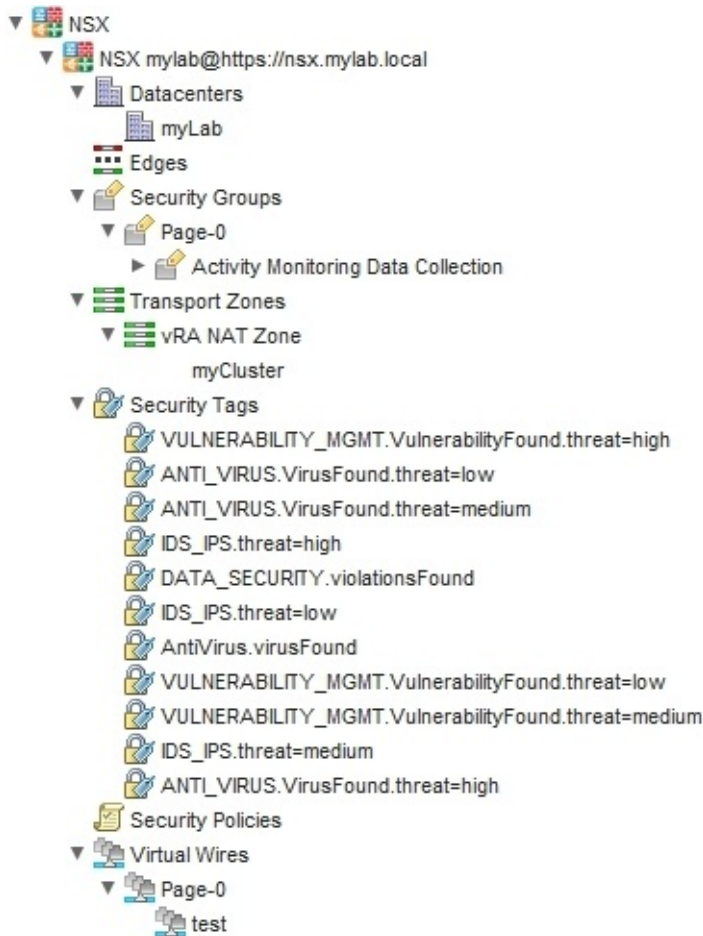 NSX
NSX mylab@https://nsx.mylab.local
Datacenters
myLab
Edges
Security Groups
Page-0
Activity Monitoring Data Collection
Transport Zones
vRA NAT Zone
myCluster
Security Tags
VULNERABILITY_MGMT.VulnerabilityFound.threat=high
ANTI_VIRUS.VirusFound.threat=low
ANTI_VIRUS.VirusFound.threat=medium
IDS_IPS.threat=high
DATA_SECURITY.violationsFound
IDS_IPS.threat=low
AntiVirus.virusFound
VULNERABILITY_MGMT.VulnerabilityFound.threat=low
VULNERABILITY_MGMT.VulnerabilityFound.threat=medium
IDS_IPS.threat=medium
ANTI_VIRUS.VirusFound.threat=high
Security Policies
Virtual Wires
Page-0
test